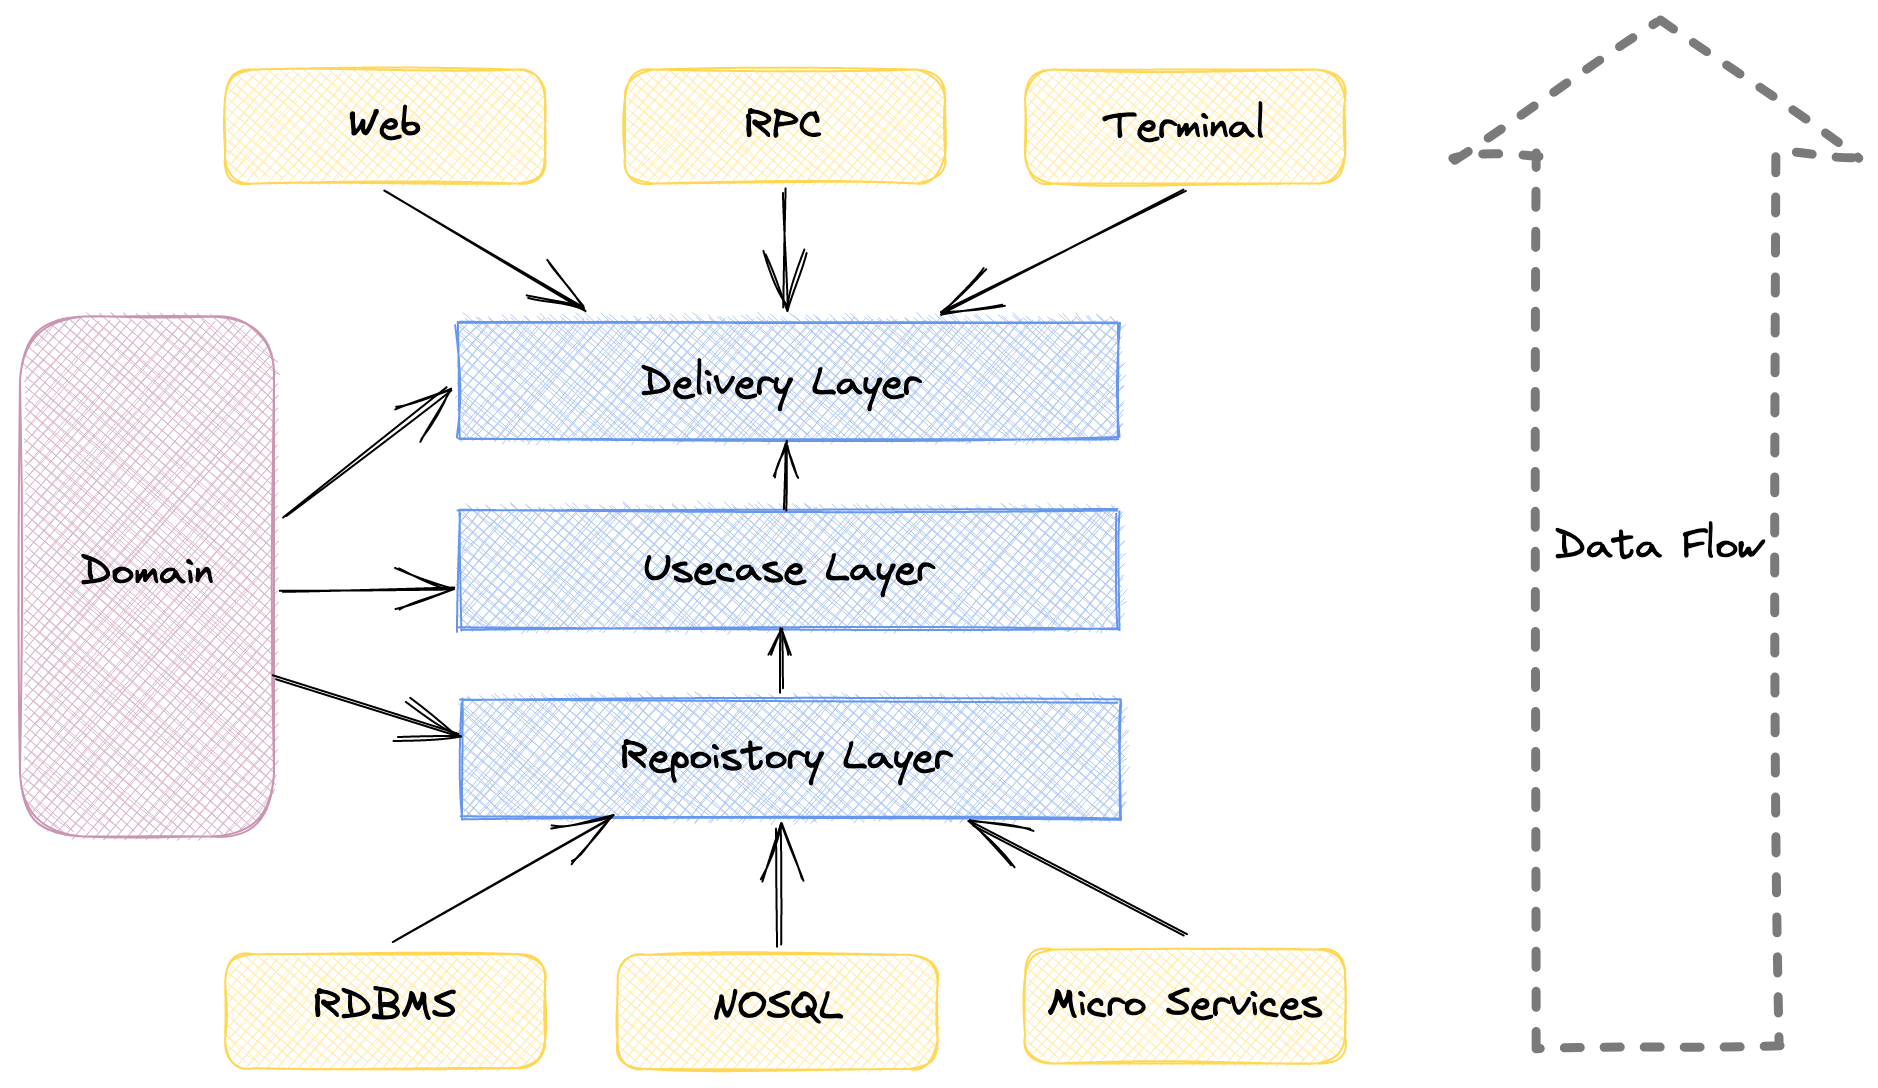 Web
RPC
Terminal
Delivery Layer
Data Flow
Usecase Layer
Domain
Repoistory Layer
RDBMS
NOSQL
Micro Services